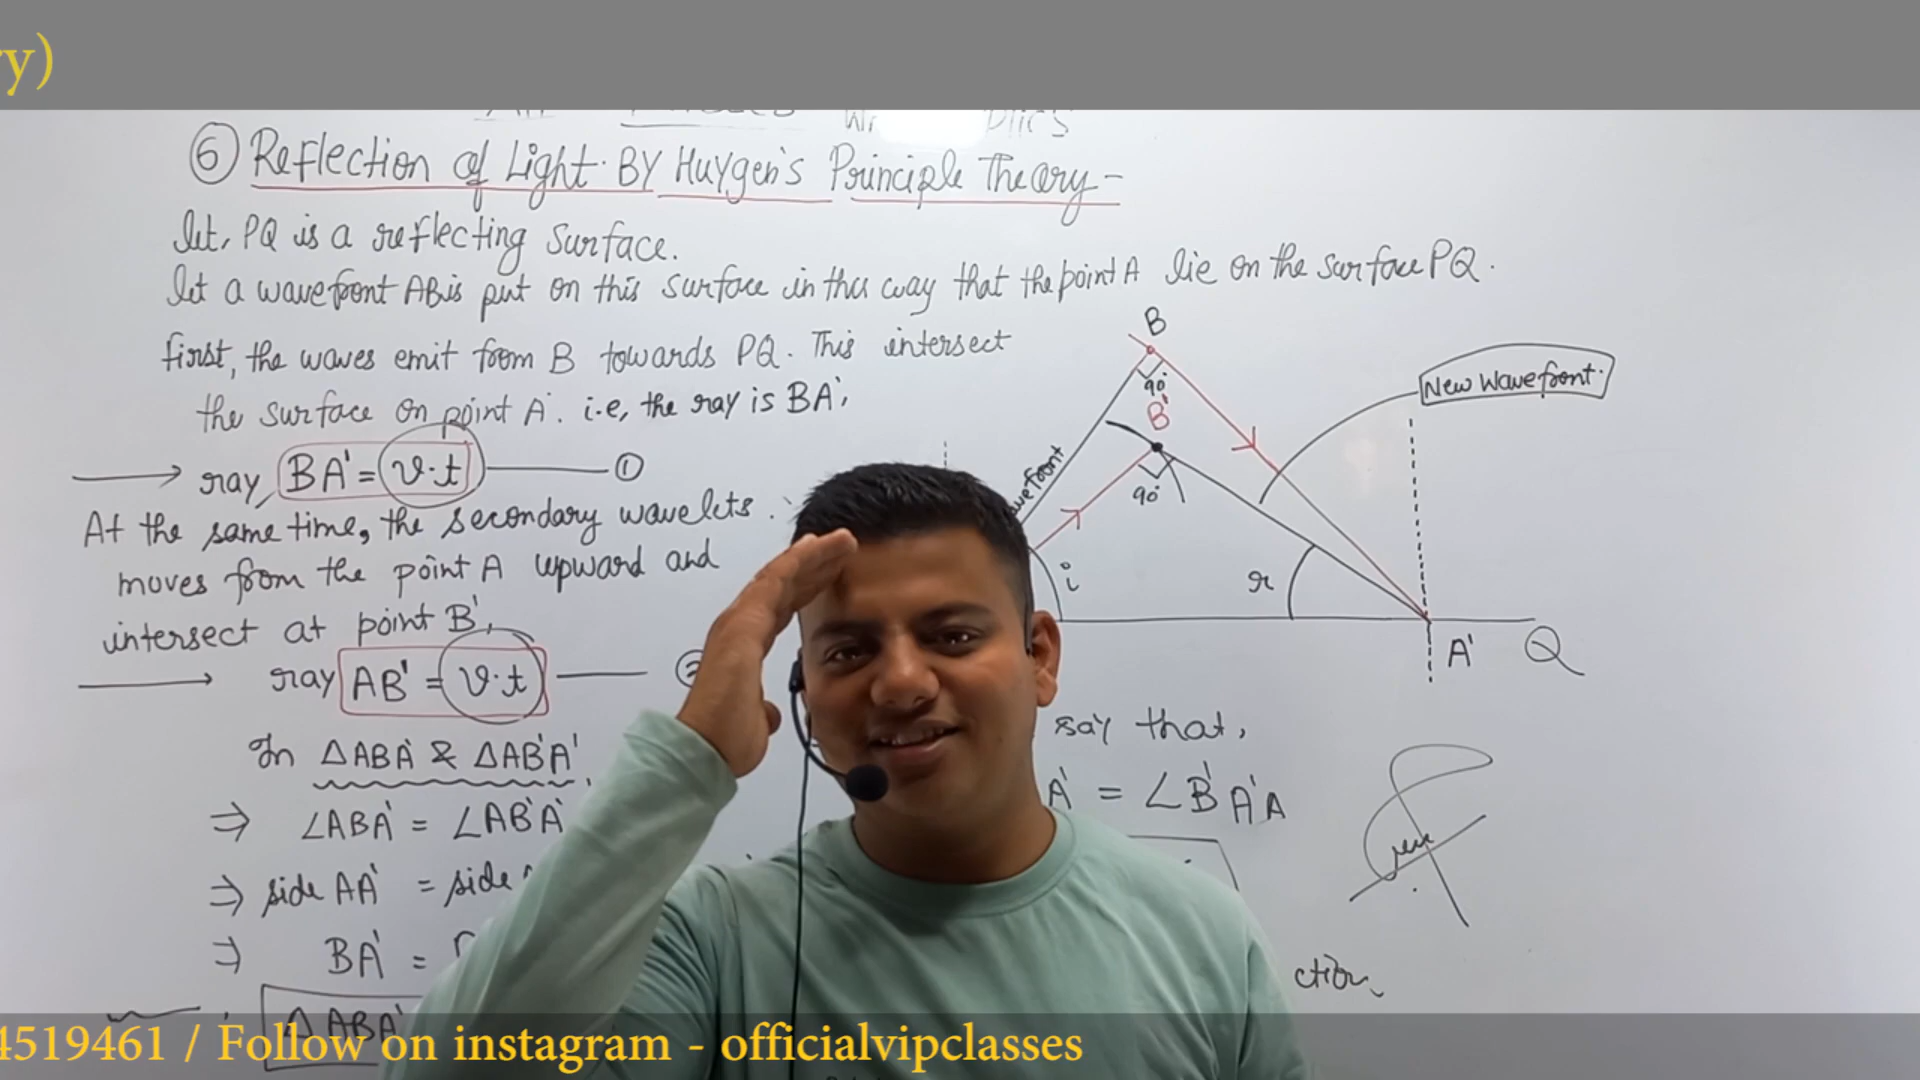 y)
⑥ Reflection of Light. BY Huygen's Principle Theory -
let, PQ is a reflecting surface.
let a wavefront AB is put on this surface in this way that the point A lie on the surface PQ.
first, the waves emit from B towards PQ. This intersect
the surface on point A'. i.e, the ray is BA',
ray, BA' = v·t ①
At the same time, the secondary wavelets
moves from the point A upward and
intersect at point B',
ray AB' = v·t
In ΔABA' & ΔAB'A',
⇒ ∠ABA' = ∠AB'A'
⇒ side AA' = side
⇒ BA' =
ΔABA'
B
90°
B'
90°
New Wavefront.
i
r
A'
Q
say that,
A' = ∠B'A'A
ction
4519461 / Follow on instagram - officialvipclasses